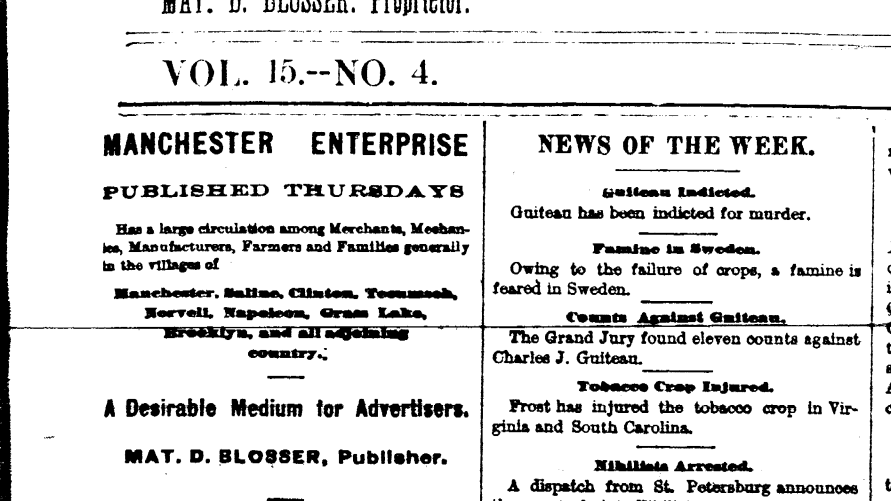 MAT. D. BLOSSER. Proprietor.
VOL. 15.--NO. 4.
MANCHESTER ENTERPRISE
PUBLISHED THURSDAYS
Has a large circulation among Merchants, Mechan-
ics, Manufacturers, Farmers and Families generally
in the villages of
Manchester, Saline, Clinton, Tecumseh,
Norvell, Napoleon, Grass Lake,
Brooklyn, and all adjoining
country.
A Desirable Medium for Advertisers.
MAT. D. BLOSSER, Publisher.
NEWS OF THE WEEK.
Guiteau Indicted.
Guiteau has been indicted for murder.
Famine in Sweden.
Owing to the failure of crops, a famine is
feared in Sweden.
Counts Against Guiteau.
The Grand Jury found eleven counts against
Charles J. Guiteau.
Tobacco Crop Injured.
Frost has injured the tobacco crop in Vir-
ginia and South Carolina.
Nihilists Arrested.
A dispatch from St. Petersburg announces